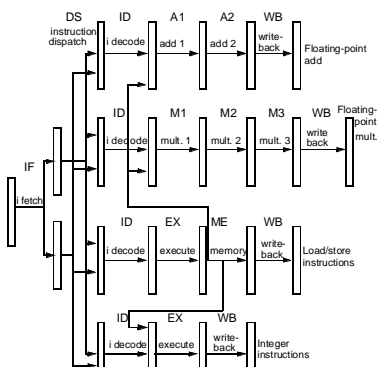 DS ID A1 A2 WB
instruction
dispatch
i decode add 1 add 2 write-
back
Floating-point
add
ID M1 M2 M3 WB Floating-
point
mult.
i decode mult. 1 mult. 2 mult. 3 write
back
IF
i fetch
ID EX ME WB
i decode execute memory write-
back
Load/store
instructions
ID EX WB
i decode execute write-
back
Integer
instructions